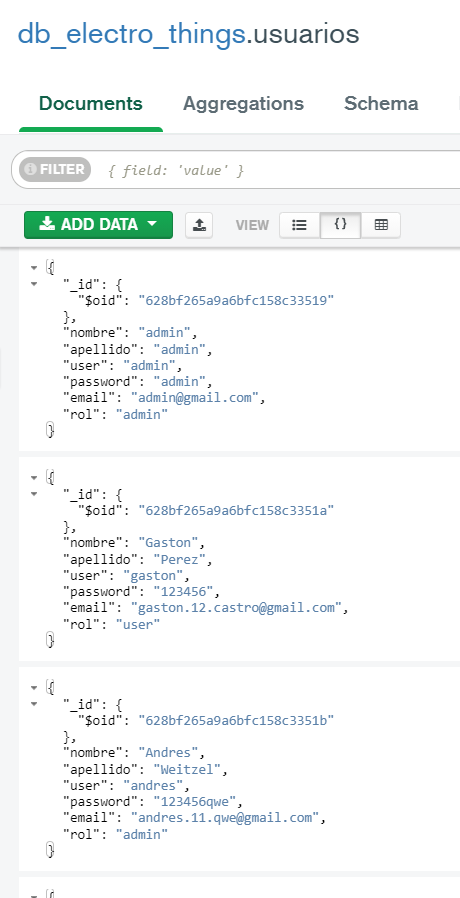 db_electro_things.usuarios
Documents Aggregations Schema
FILTER { field: 'value' }
ADD DATA VIEW {}
{
"_id": {
"$oid": "628bf265a9a6bfc158c33519"
},
"nombre": "admin",
"apellido": "admin",
"user": "admin",
"password": "admin",
"email": "admin@gmail.com",
"rol": "admin"
}
{
"_id": {
"$oid": "628bf265a9a6bfc158c3351a"
},
"nombre": "Gaston",
"apellido": "Perez",
"user": "gaston",
"password": "123456",
"email": "gaston.12.castro@gmail.com",
"rol": "user"
}
{
"_id": {
"$oid": "628bf265a9a6bfc158c3351b"
},
"nombre": "Andres",
"apellido": "Weitzel",
"user": "andres",
"password": "123456qwe",
"email": "andres.11.qwe@gmail.com",
"rol": "admin"
}
{